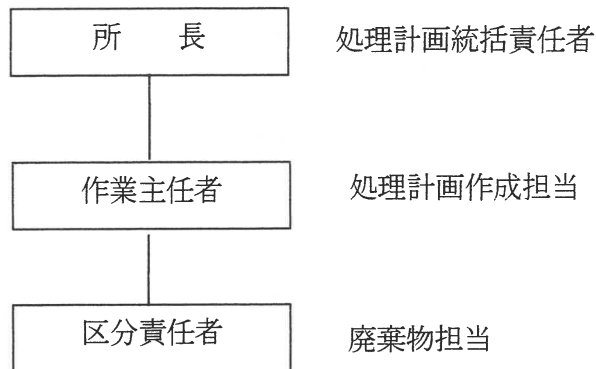 所　　長　　処理計画統括責任者
作業主任者　　処理計画作成担当
区分責任者　　廃棄物担当